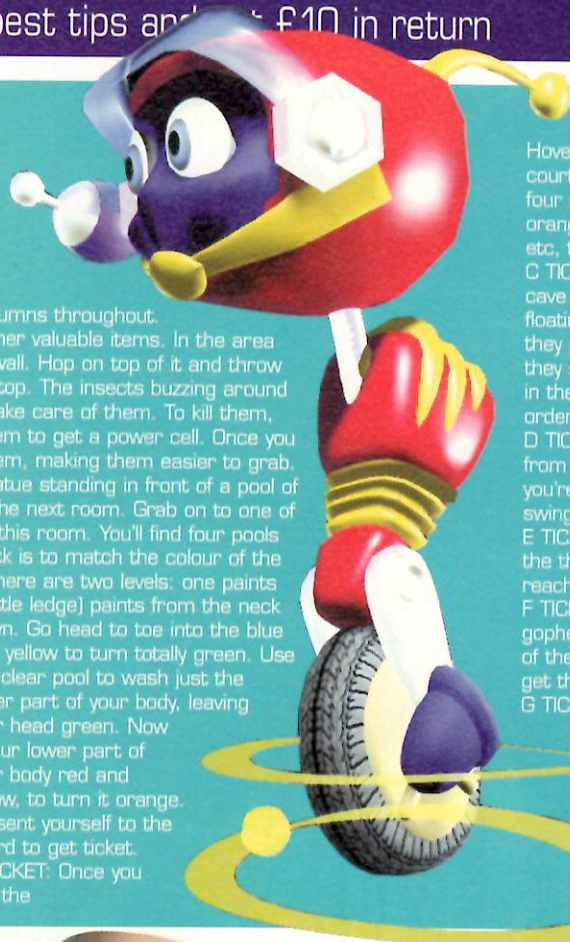 best tips and get £10 in return
umns throughout.
her valuable items. In the area
wall. Hop on top of it and throw
top. The insects buzzing around
ake care of them. To kill them,
em to get a power cell. Once you
em, making them easier to grab.
atue standing in front of a pool of
he next room. Grab on to one of
this room. You'll find four pools
ck is to match the colour of the
here are two levels: one paints
tle ledge) paints from the neck
wn. Go head to toe into the blue
yellow to turn totally green. Use
clear pool to wash just the
er part of your body, leaving
r head green. Now
ur lower part of
r body red and
ow, to turn it orange.
sent yourself to the
rd to get ticket.
CKET: Once you
the
Hove
court
four
orang
etc, t
C TIC
cave
floatin
they
they s
in the
order
D TIC
from
you're
swing
E TIC
the th
reach
F TICK
gophe
of the
get th
G TIC